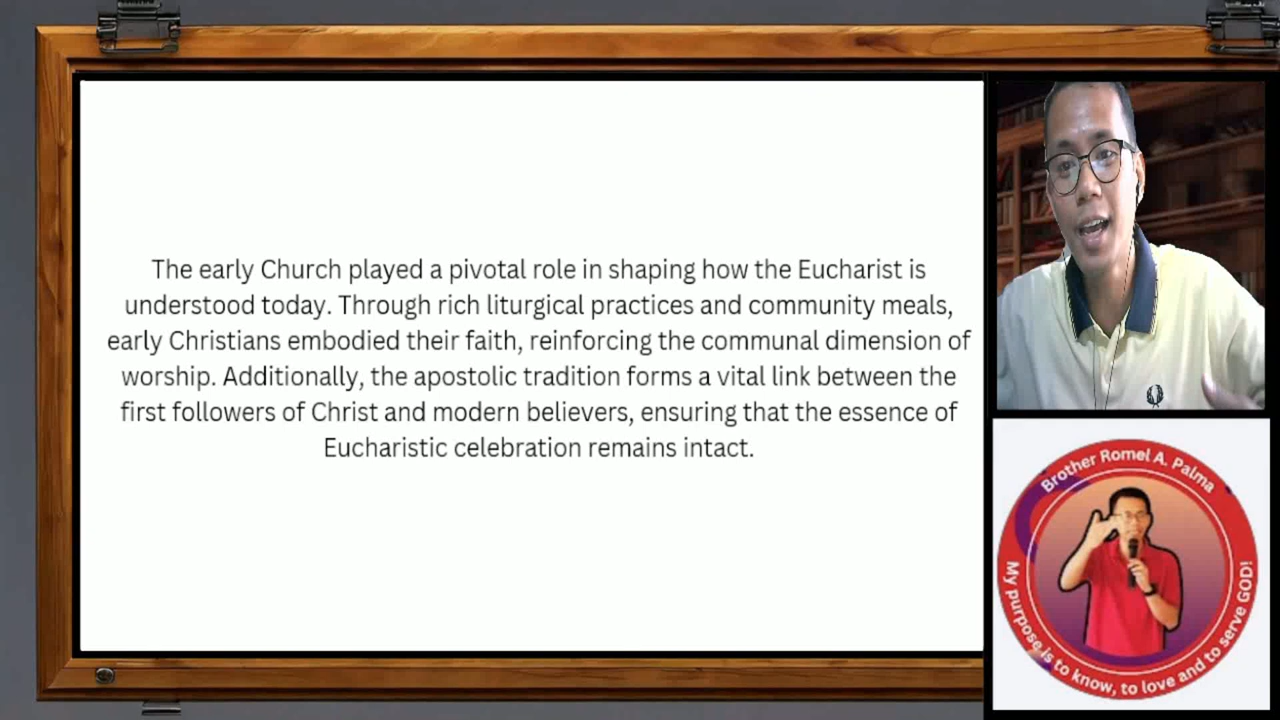 The early Church played a pivotal role in shaping how the Eucharist is
understood today. Through rich liturgical practices and community meals,
early Christians embodied their faith, reinforcing the communal dimension of
worship. Additionally, the apostolic tradition forms a vital link between the
first followers of Christ and modern believers, ensuring that the essence of
Eucharistic celebration remains intact.
Brother Romel A. Palma
My purpose is to know, to love and to serve GOD!